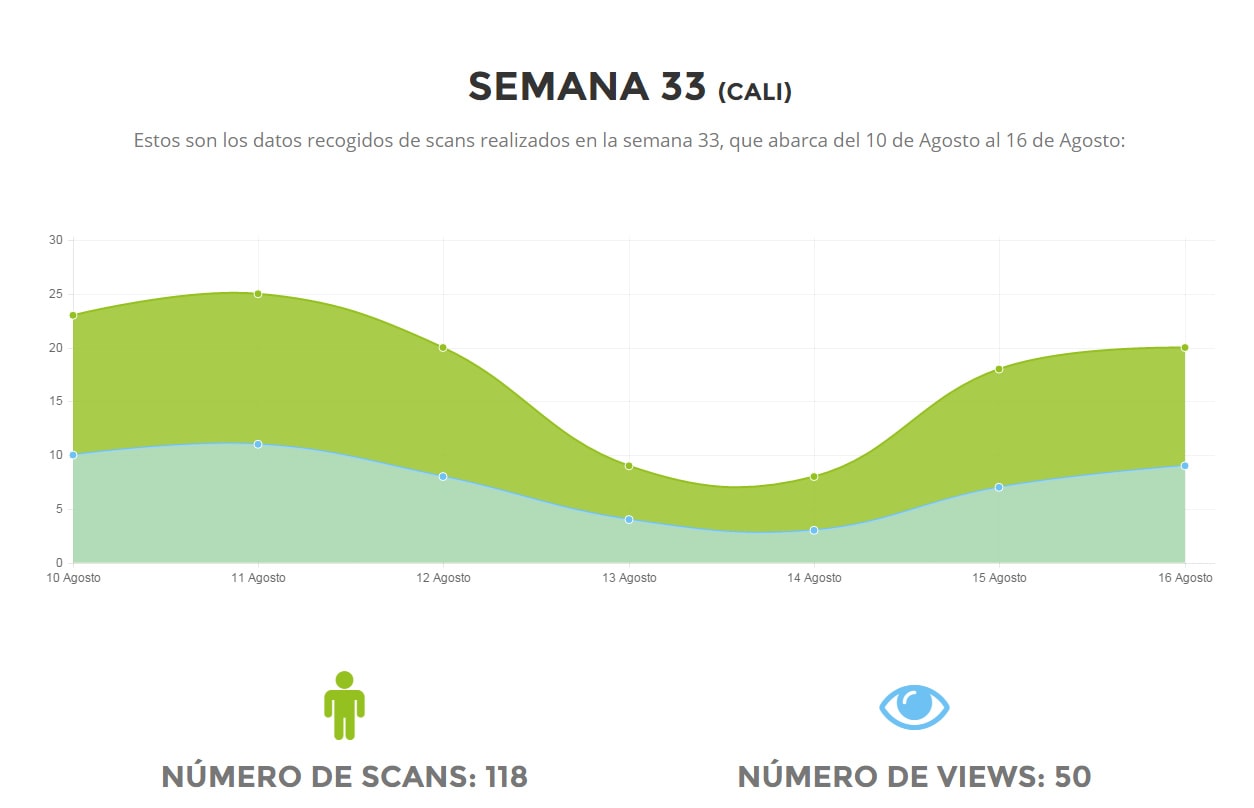 SEMANA 33 (CALI)
Estos son los datos recogidos de scans realizados en la semana 33, que abarca del 10 de Agosto al 16 de Agosto:
30
25
20
15
10
5
0
10 Agosto 11 Agosto 12 Agosto 13 Agosto 14 Agosto 15 Agosto 16 Agosto
NÚMERO DE SCANS: 118 NÚMERO DE VIEWS: 50